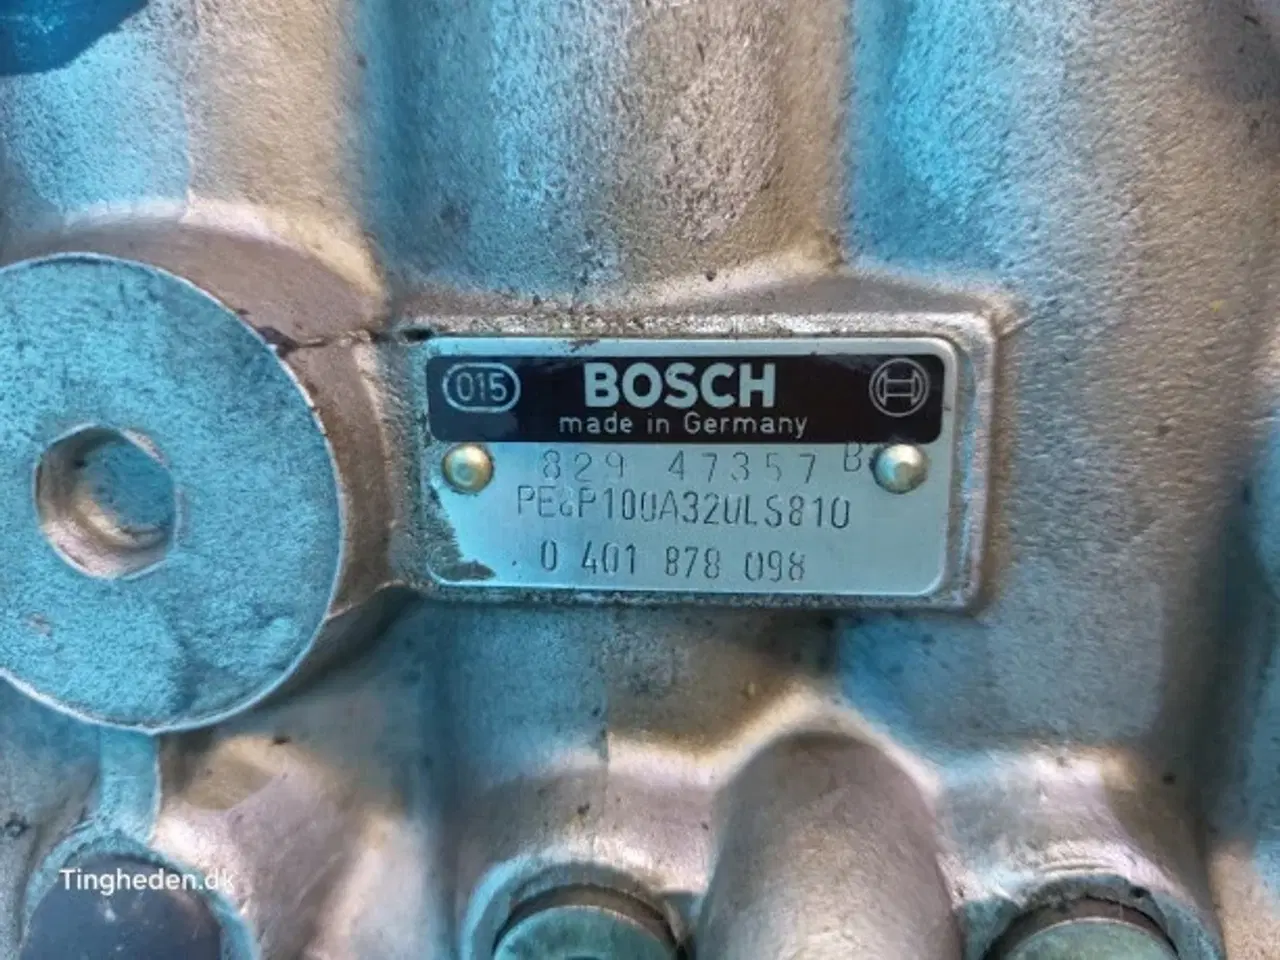 015 BOSCH
made in Germany
829 47357 B
PE6P100A320LS810
0 401 878 098
Tingheden.dk